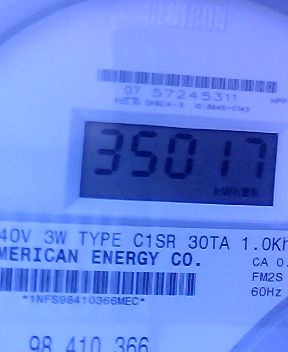 CENTRON
07 57245311
35017
kWh
40V 3W TYPE C1SR 30TA 1.0Kh
MERICAN ENERGY CO.
CA 0.
FM2S
*1NFS98410366MEC*
60Hz
98 410 366